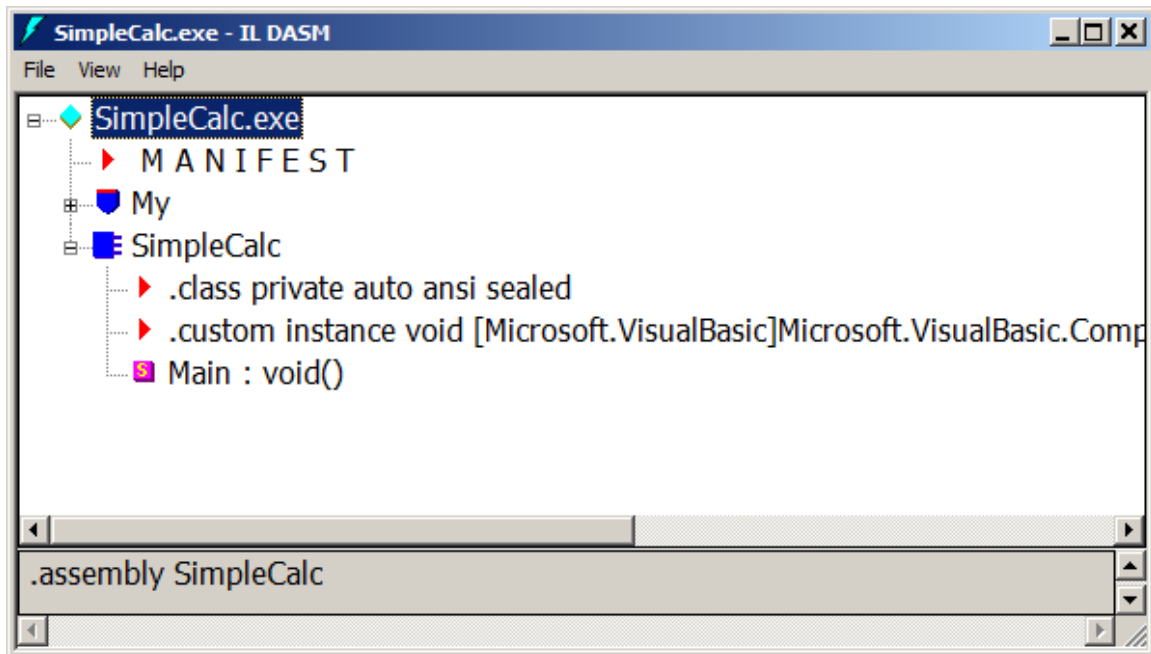 SimpleCalc.exe - IL DASM
File View Help
SimpleCalc.exe
M A N I F E S T
My
SimpleCalc
.class private auto ansi sealed
.custom instance void [Microsoft.VisualBasic]Microsoft.VisualBasic.Comp
S Main : void()
.assembly SimpleCalc